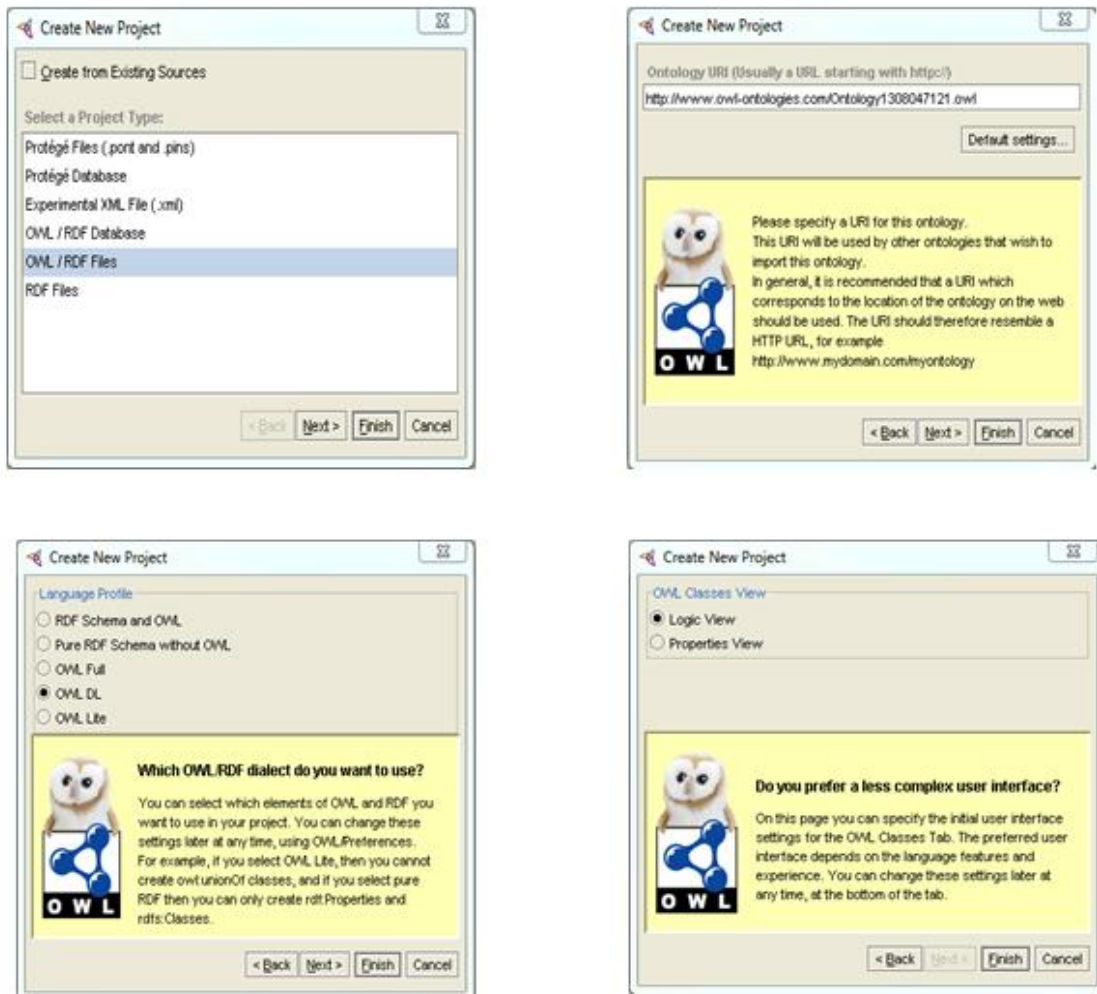 Create New Project
Create from Existing Sources
Select a Project Type:
Protégé Files (.pont and .pins)
Protégé Database
Experimental XML File (.xml)
OWL / RDF Database
OWL / RDF Files
RDF Files
< Back
Next >
Finish
Cancel
Create New Project
Ontology URI (Usually a URL starting with http://)
http://www.owl-ontologies.com/Ontology1308047121.owl
Default settings...
Please specify a URI for this ontology.
This URI will be used by other ontologies that wish to
import this ontology.
In general, it is recommended that a URI which
corresponds to the location of the ontology on the web
should be used. The URI should therefore resemble a
HTTP URL, for example
http://www.mydomain.com/myontology
OWL
< Back
Next >
Finish
Cancel
Create New Project
Language Profile
RDF Schema and OWL
Pure RDF Schema without OWL
OWL Full
OWL DL
OWL Lite
Which OWL/RDF dialect do you want to use?
You can select which elements of OWL and RDF you
want to use in your project. You can change these
settings later at any time, using OWL/Preferences.
For example, if you select OWL Lite, then you cannot
create owl:unionOf classes, and if you select pure
RDF then you can only create rdf:Properties and
rdfs:Classes.
OWL
< Back
Next >
Finish
Cancel
Create New Project
OWL Classes View
Logic View
Properties View
Do you prefer a less complex user interface?
On this page you can specify the initial user interface
settings for the OWL Classes Tab. The preferred user
interface depends on the language features and
experience. You can change these settings later at
any time, at the bottom of the tab.
OWL
< Back
Next >
Finish
Cancel